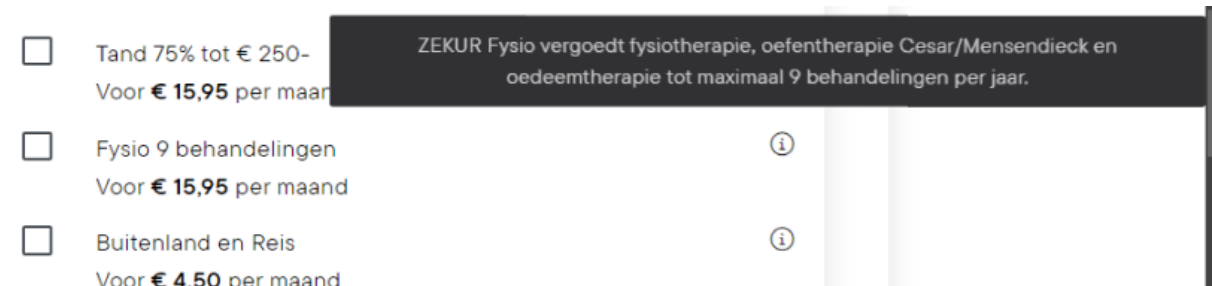 Tand 75% tot € 250-
Voor € 15,95 per maan
ZEKUR Fysio vergoedt fysiotherapie, oefentherapie Cesar/Mensendieck en
oedeemtherapie tot maximaal 9 behandelingen per jaar.
Fysio 9 behandelingen
Voor € 15,95 per maand
Buitenland en Reis
Voor € 4,50 per maand